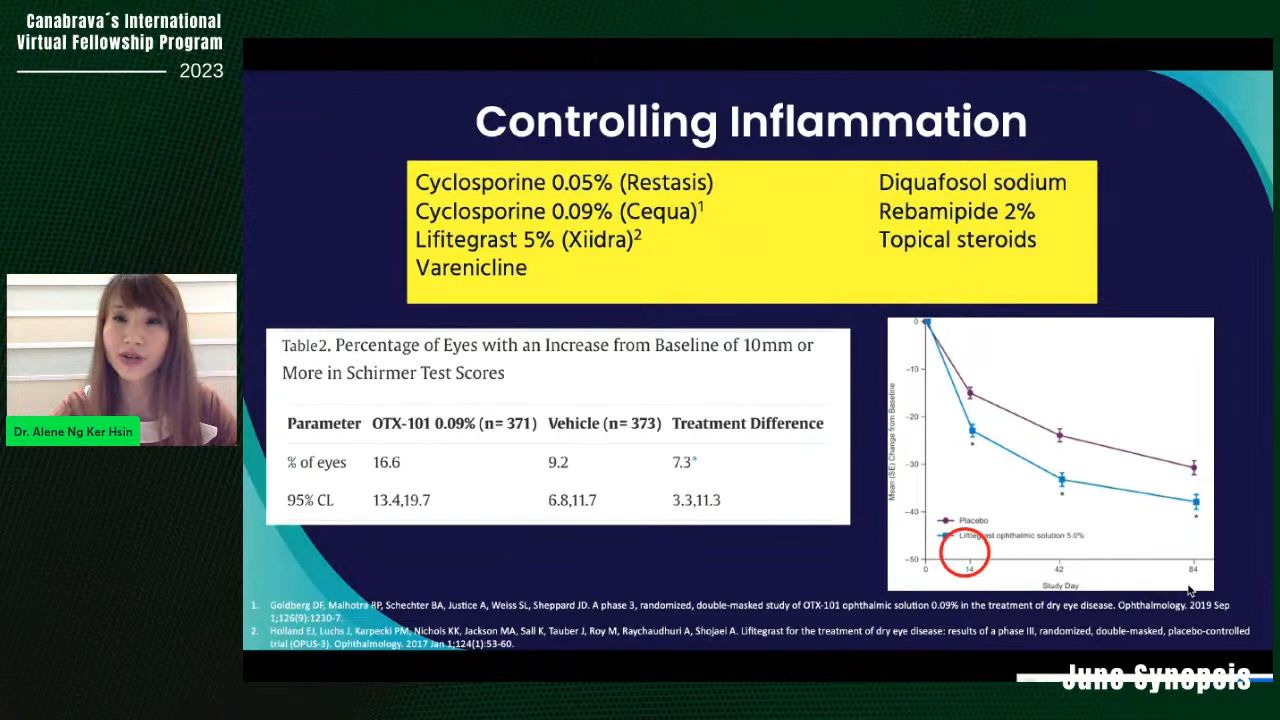 Canabrava´s International
Virtual Fellowship Program
2023
Controlling Inflammation
Cyclosporine 0.05% (Restasis)
Cyclosporine 0.09% (Cequa)1
Lifitegrast 5% (Xiidra)2
Varenicline
Diquafosol sodium
Rebamipide 2%
Topical steroids
Dr. Alene Ng Ker Hsin
Table2. Percentage of Eyes with an Increase from Baseline of 10mm or
More in Schirmer Test Scores
Parameter OTX-101 0.09% (n= 371) Vehicle (n= 373) Treatment Difference
% of eyes 16.6 9.2 7.3*
95% CL 13.4,19.7 6.8,11.7 3.3,11.3
Mean (SE) Change from Baseline
0
-10
-20
-30
-40
-50
Placebo
Lifitegrast ophthalmic solution 5.0%
0 14 42 84
Study Day
1. Goldberg DF, Malhotra RP, Schechter BA, Justice A, Weiss SL, Sheppard JD. A phase 3, randomized, double-masked study of OTX-101 ophthalmic solution 0.09% in the treatment of dry eye disease. Ophthalmology. 2019 Sep
1;126(9):1230-7.
2. Holland EJ, Luchs J, Karpecki PM, Nichols KK, Jackson MA, Sall K, Tauber J, Roy M, Raychaudhuri A, Shojaei A. Lifitegrast for the treatment of dry eye disease: results of a phase III, randomized, double-masked, placebo-controlled
trial (OPUS-3). Ophthalmology. 2017 Jan 1;124(1):53-60.
June Synopsis